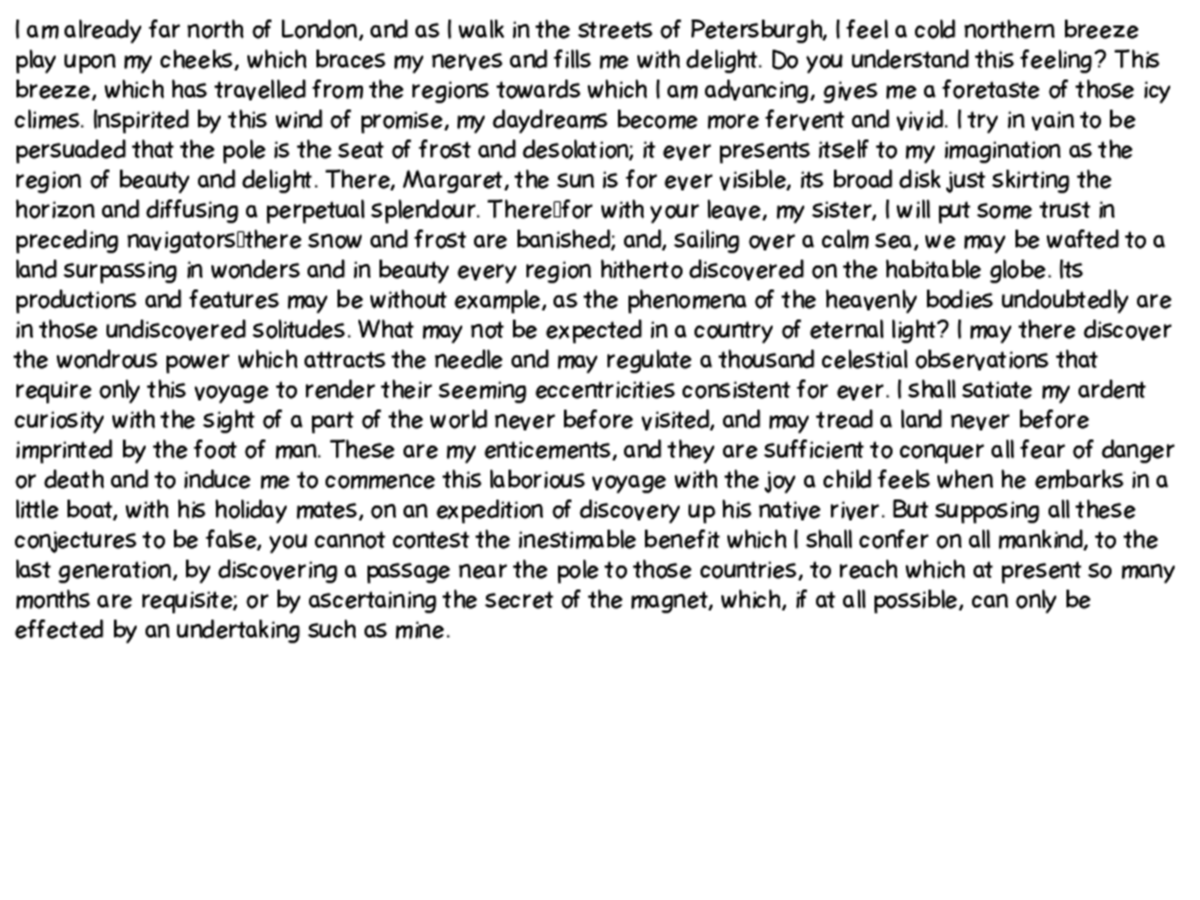 I am already far north of London, and as I walk in the streets of Petersburgh, I feel a cold northern breeze
play upon my cheeks, which braces my nerves and fills me with delight. Do you understand this feeling? This
breeze, which has travelled from the regions towards which I am advancing, gives me a foretaste of those icy
climes. Inspirited by this wind of promise, my daydreams become more fervent and vivid. I try in vain to be
persuaded that the pole is the seat of frost and desolation; it ever presents itself to my imagination as the
region of beauty and delight. There, Margaret, the sun is for ever visible, its broad disk just skirting the
horizon and diffusing a perpetual splendour. There▯for with your leave, my sister, I will put some trust in
preceding navigators▯there snow and frost are banished; and, sailing over a calm sea, we may be wafted to a
land surpassing in wonders and in beauty every region hitherto discovered on the habitable globe. Its
productions and features may be without example, as the phenomena of the heavenly bodies undoubtedly are
in those undiscovered solitudes. What may not be expected in a country of eternal light? I may there discover
the wondrous power which attracts the needle and may regulate a thousand celestial observations that
require only this voyage to render their seeming eccentricities consistent for ever. I shall satiate my ardent
curiosity with the sight of a part of the world never before visited, and may tread a land never before
imprinted by the foot of man. These are my enticements, and they are sufficient to conquer all fear of danger
or death and to induce me to commence this laborious voyage with the joy a child feels when he embarks in a
little boat, with his holiday mates, on an expedition of discovery up his native river. But supposing all these
conjectures to be false, you cannot contest the inestimable benefit which I shall confer on all mankind, to the
last generation, by discovering a passage near the pole to those countries, to reach which at present so many
months are requisite; or by ascertaining the secret of the magnet, which, if at all possible, can only be
effected by an undertaking such as mine.